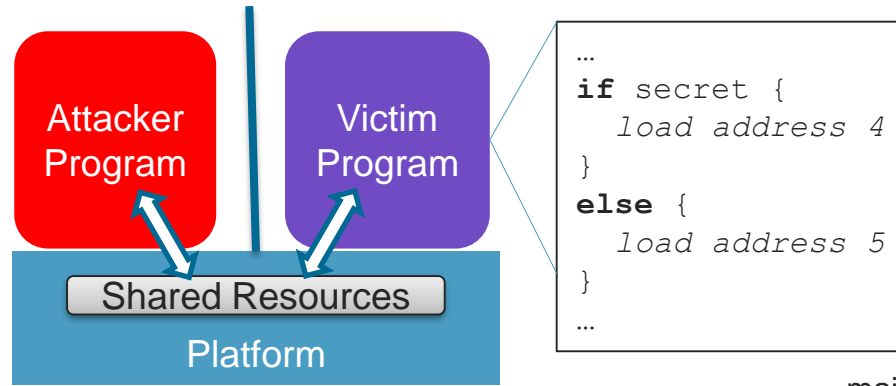 Attacker
Program
Victim
Program
Shared Resources
Platform
…
if secret {
load address 4
}
else {
load address 5
}
…